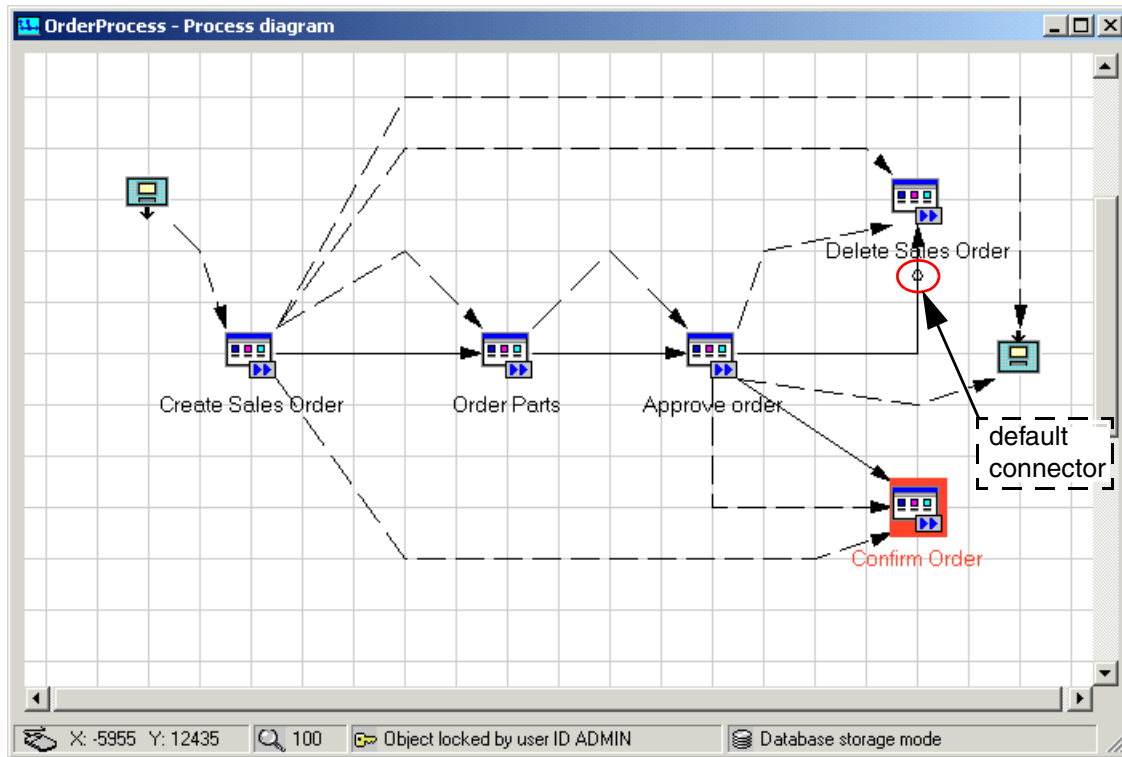 OrderProcess - Process diagram
Delete Sales Order
Create Sales Order
Order Parts
Approve order
default
connector
Confirm Order
X: -5955 Y: 12435
100
Object locked by user ID ADMIN
Database storage mode